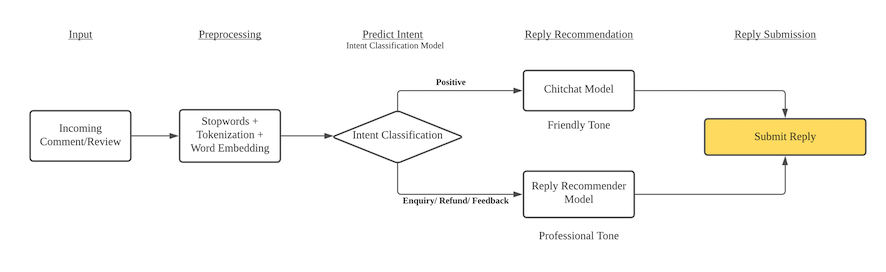 Input
Preprocessing
Predict Intent
Intent Classification Model
Reply Recommendation
Reply Submission
Incoming
Comment/Review
Stopwords +
Tokenization +
Word Embedding
Intent Classification
Positive
Chitchat Model
Friendly Tone
Enquiry/ Refund/ Feedback
Reply Recommender
Model
Professional Tone
Submit Reply